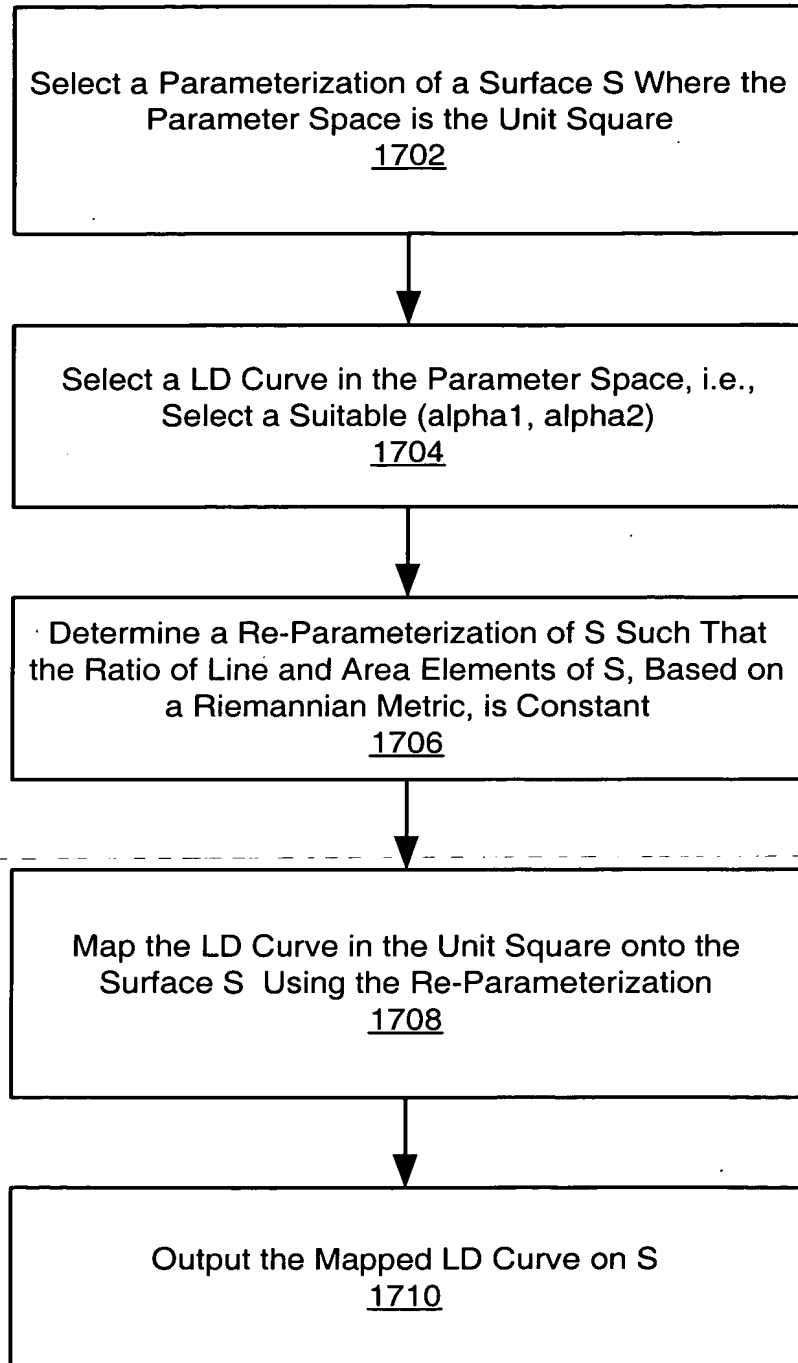 Select a Parameterization of a Surface S Where the
Parameter Space is the Unit Square
1702
Select a LD Curve in the Parameter Space, i.e.,
Select a Suitable (alpha1, alpha2)
1704
Determine a Re-Parameterization of S Such That
the Ratio of Line and Area Elements of S, Based on
a Riemannian Metric, is Constant
1706
Map the LD Curve in the Unit Square onto the
Surface S Using the Re-Parameterization
1708
Output the Mapped LD Curve on S
1710